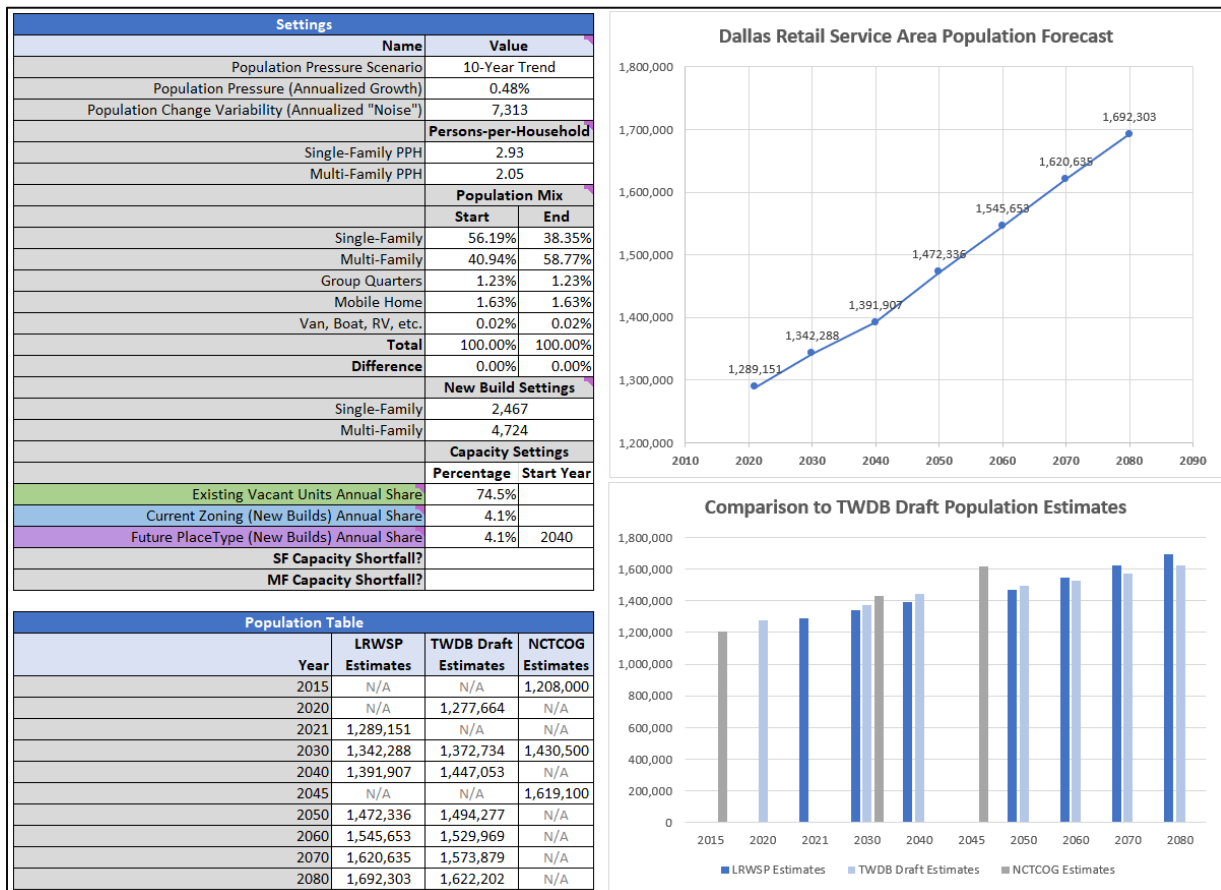 Settings
Name Value
Population Pressure Scenario 10-Year Trend
Population Pressure (Annualized Growth) 0.48%
Population Change Variability (Annualized "Noise") 7,313
Persons-per-Household
Single-Family PPH 2.93
Multi-Family PPH 2.05
Population Mix
Start End
Single-Family 56.19% 38.35%
Multi-Family 40.94% 58.77%
Group Quarters 1.23% 1.23%
Mobile Home 1.63% 1.63%
Van, Boat, RV, etc. 0.02% 0.02%
Total 100.00% 100.00%
Difference 0.00% 0.00%
New Build Settings
Single-Family 2,467
Multi-Family 4,724
Capacity Settings
Percentage Start Year
Existing Vacant Units Annual Share 74.5%
Current Zoning (New Builds) Annual Share 4.1%
Future PlaceType (New Builds) Annual Share 4.1% 2040
SF Capacity Shortfall?
MF Capacity Shortfall?
Population Table
LRWSP TWDB Draft NCTCOG
Year Estimates Estimates Estimates
2015 N/A N/A 1,208,000
2020 N/A 1,277,664 N/A
2021 1,289,151 N/A N/A
2030 1,342,288 1,372,734 1,430,500
2040 1,391,907 1,447,053 N/A
2045 N/A N/A 1,619,100
2050 1,472,336 1,494,277 N/A
2060 1,545,653 1,529,969 N/A
2070 1,620,635 1,573,879 N/A
2080 1,692,303 1,622,202 N/A
Dallas Retail Service Area Population Forecast
1,800,000
1,700,000
1,600,000
1,500,000
1,400,000
1,300,000
1,200,000
1,692,303
1,620,635
1,545,653
1,472,336
1,391,907
1,342,288
1,289,151
2010 2020 2030 2040 2050 2060 2070 2080 2090
Comparison to TWDB Draft Population Estimates
1,800,000
1,600,000
1,400,000
1,200,000
1,000,000
800,000
600,000
400,000
200,000
0
2015 2020 2021 2030 2040 2045 2050 2060 2070 2080
LRWSP Estimates TWDB Draft Estimates NCTCOG Estimates